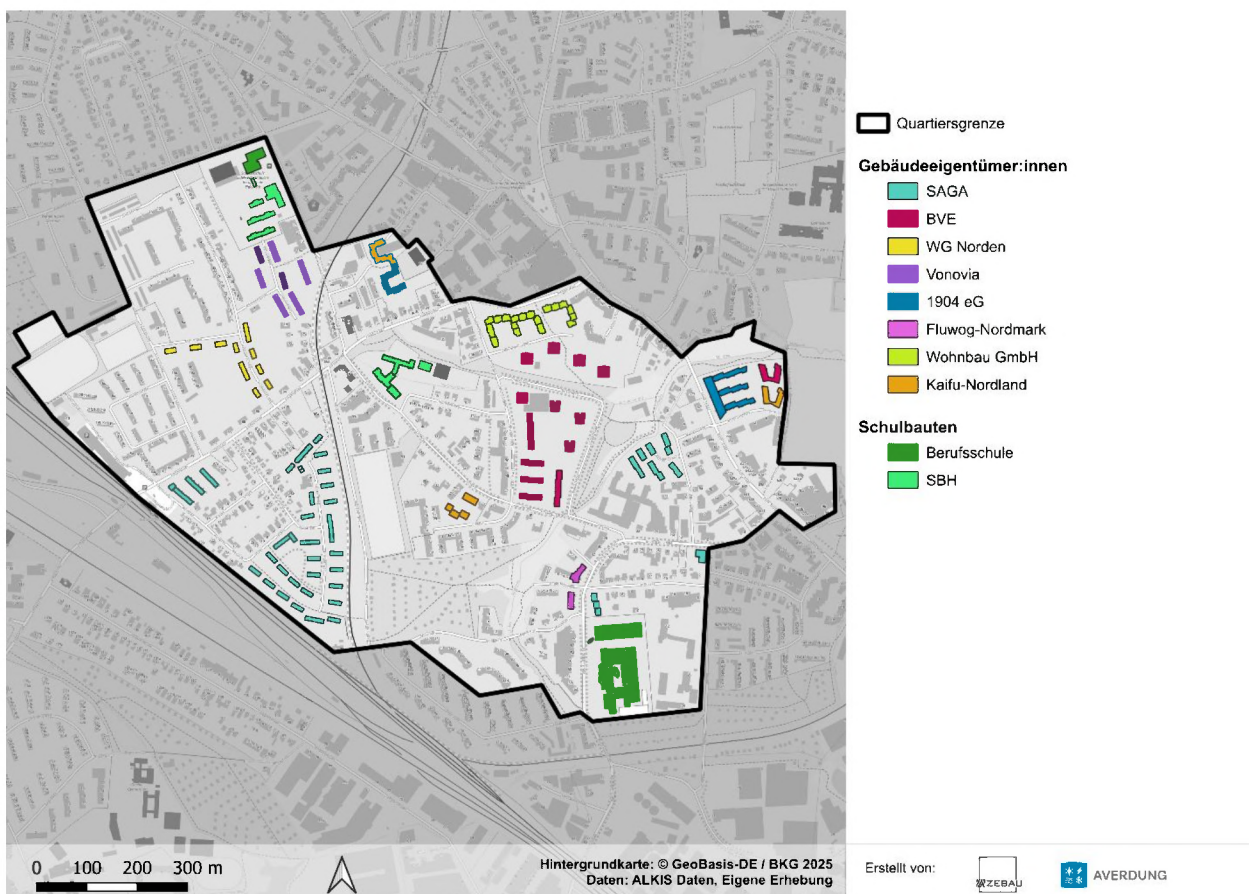 Quartiersgrenze
Gebäudeeigentümer:innen
SAGA
BVE
WG Norden
Vonovia
1904 eG
Fluwog-Nordmark
Wohnbau GmbH
Kaifu-Nordland
Schulbauten
Berufsschule
SBH
0 100 200 300 m
Hintergrundkarte: © GeoBasis-DE / BKG 2025
Daten: ALKIS Daten, Eigene Erhebung
Erstellt von:
ZEBAU
AVERDUNG